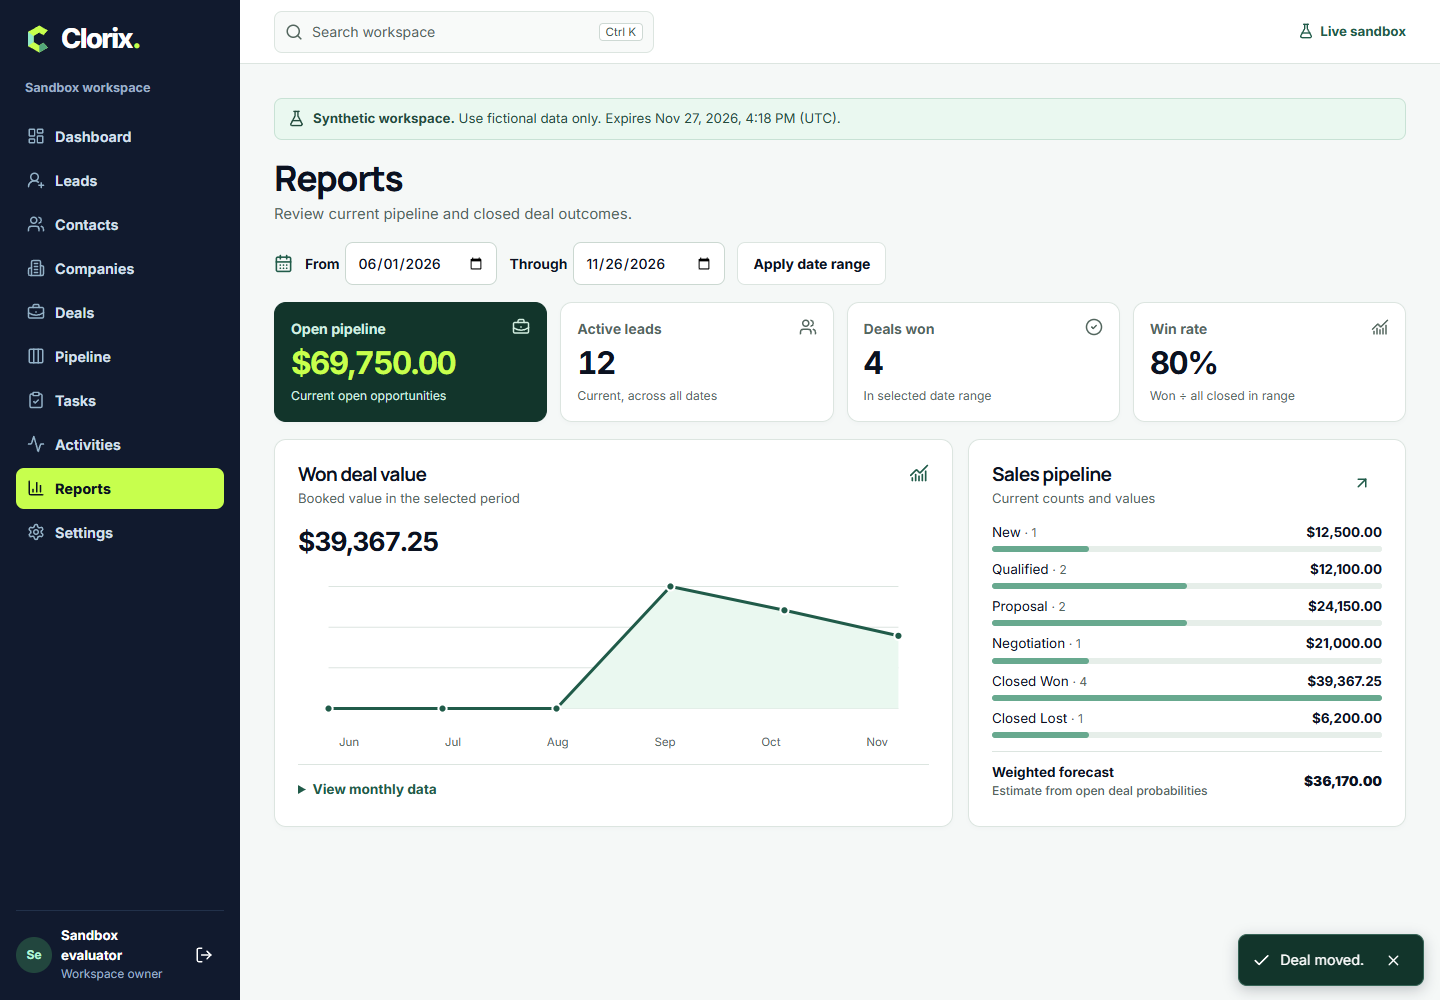 Clorix.
Sandbox workspace
Dashboard
Leads
Contacts
Companies
Deals
Pipeline
Tasks
Activities
Reports
Settings
Se
Sandbox
evaluator
Workspace owner
Search workspace
Ctrl K
Live sandbox
Synthetic workspace. Use fictional data only. Expires Nov 27, 2026, 4:18 PM (UTC).
Reports
Review current pipeline and closed deal outcomes.
From 06/01/2026 Through 11/26/2026 Apply date range
Open pipeline
$69,750.00
Current open opportunities
Active leads
12
Current, across all dates
Deals won
4
In selected date range
Win rate
80%
Won ÷ all closed in range
Won deal value
Booked value in the selected period
$39,367.25
Jun Jul Aug Sep Oct Nov
View monthly data
Sales pipeline
Current counts and values
New · 1 $12,500.00
Qualified · 2 $12,100.00
Proposal · 2 $24,150.00
Negotiation · 1 $21,000.00
Closed Won · 4 $39,367.25
Closed Lost · 1 $6,200.00
Weighted forecast
Estimate from open deal probabilities
$36,170.00
Deal moved.